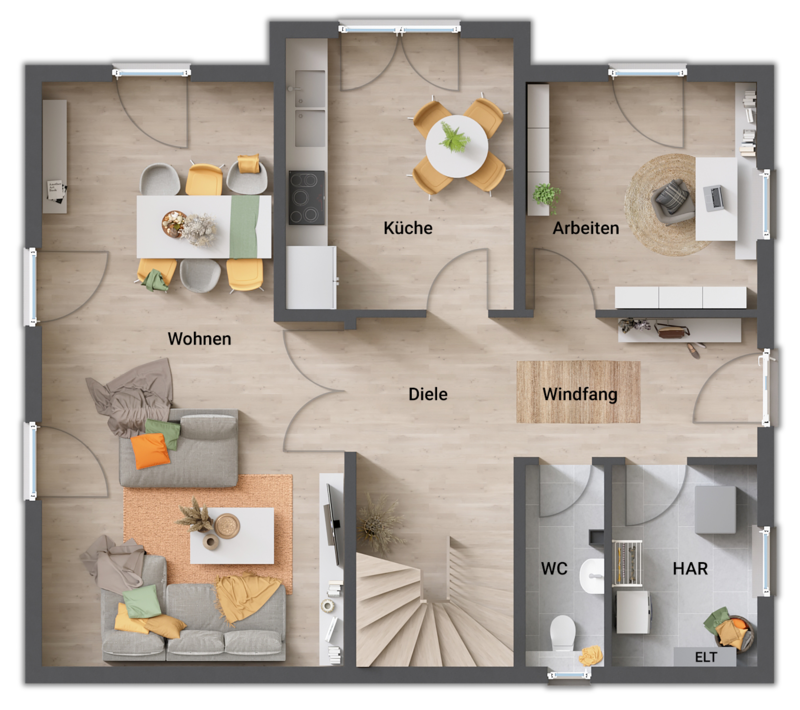 Küche
Arbeiten
Wohnen
Diele
Windfang
WC
HAR
ELT